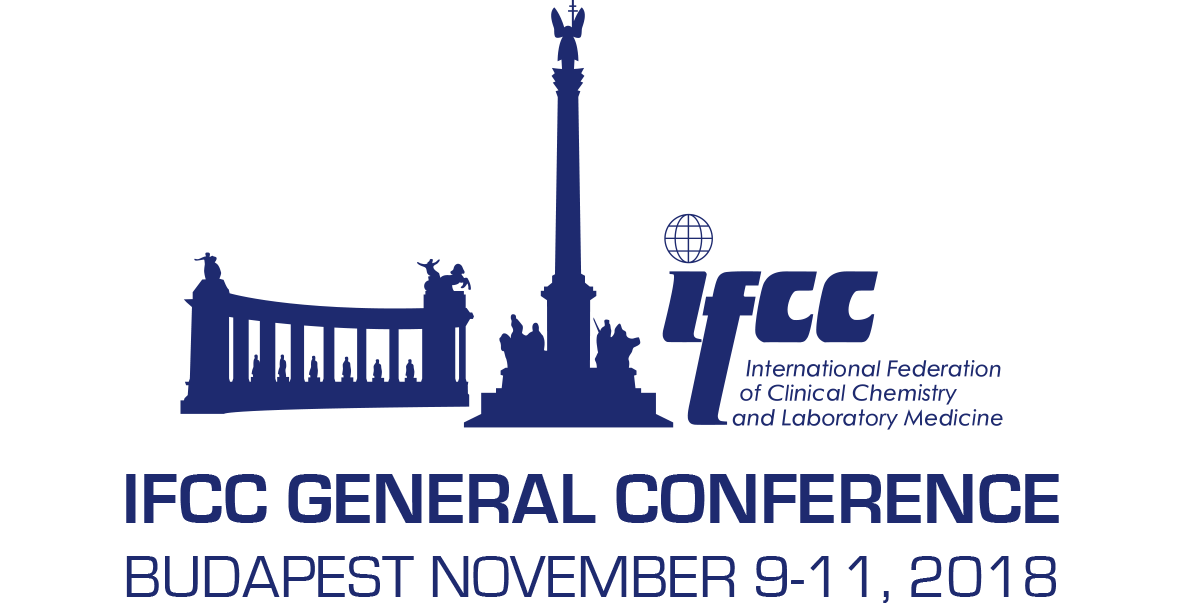 ifcc
International Federation
of Clinical Chemistry
and Laboratory Medicine
IFCC GENERAL CONFERENCE
BUDAPEST NOVEMBER 9-11, 2018